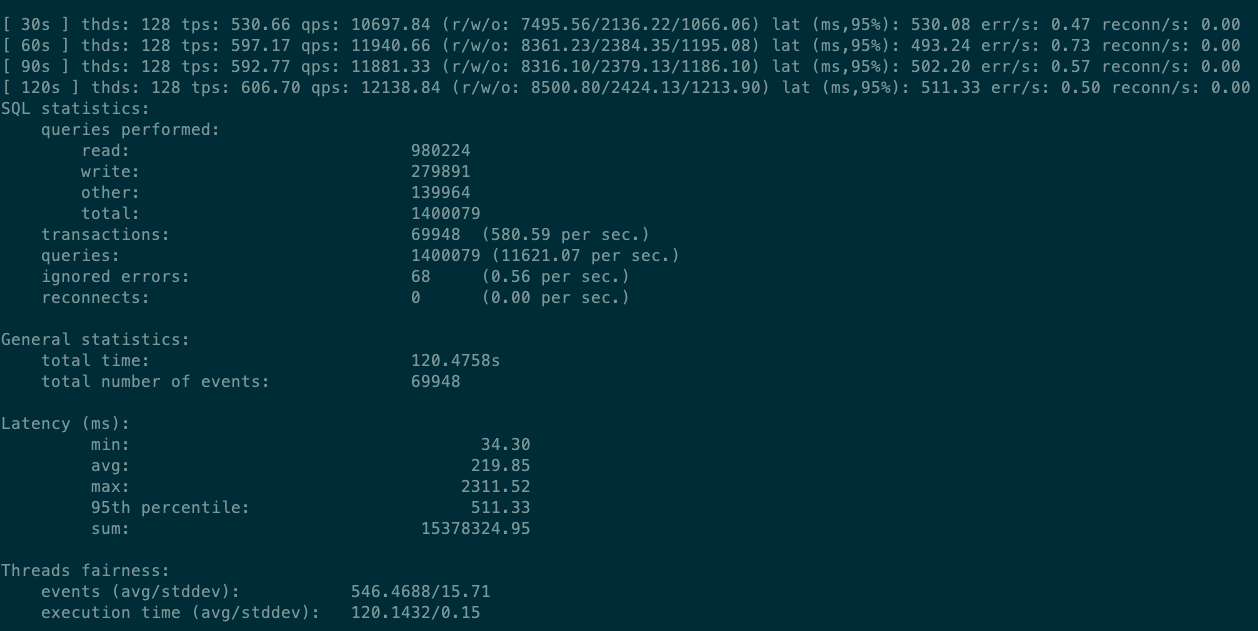 [ 30s ] thds: 128 tps: 530.66 qps: 10697.84 (r/w/o: 7495.56/2136.22/1066.06) lat (ms,95%): 530.08 err/s: 0.47 reconn/s: 0.00
[ 60s ] thds: 128 tps: 597.17 qps: 11940.66 (r/w/o: 8361.23/2384.35/1195.08) lat (ms,95%): 493.24 err/s: 0.73 reconn/s: 0.00
[ 90s ] thds: 128 tps: 592.77 qps: 11881.33 (r/w/o: 8316.10/2379.13/1186.10) lat (ms,95%): 502.20 err/s: 0.57 reconn/s: 0.00
[ 120s ] thds: 128 tps: 606.70 qps: 12138.84 (r/w/o: 8500.80/2424.13/1213.90) lat (ms,95%): 511.33 err/s: 0.50 reconn/s: 0.00
SQL statistics:
    queries performed:
        read:                            980224
        write:                           279891
        other:                           139964
        total:                           1400079
    transactions:                        69948  (580.59 per sec.)
    queries:                             1400079 (11621.07 per sec.)
    ignored errors:                      68     (0.56 per sec.)
    reconnects:                          0      (0.00 per sec.)

General statistics:
    total time:                          120.4758s
    total number of events:              69948

Latency (ms):
         min:                                   34.30
         avg:                                  219.85
         max:                                 2311.52
         95th percentile:                      511.33
         sum:                             15378324.95

Threads fairness:
    events (avg/stddev):           546.4688/15.71
    execution time (avg/stddev):   120.1432/0.15